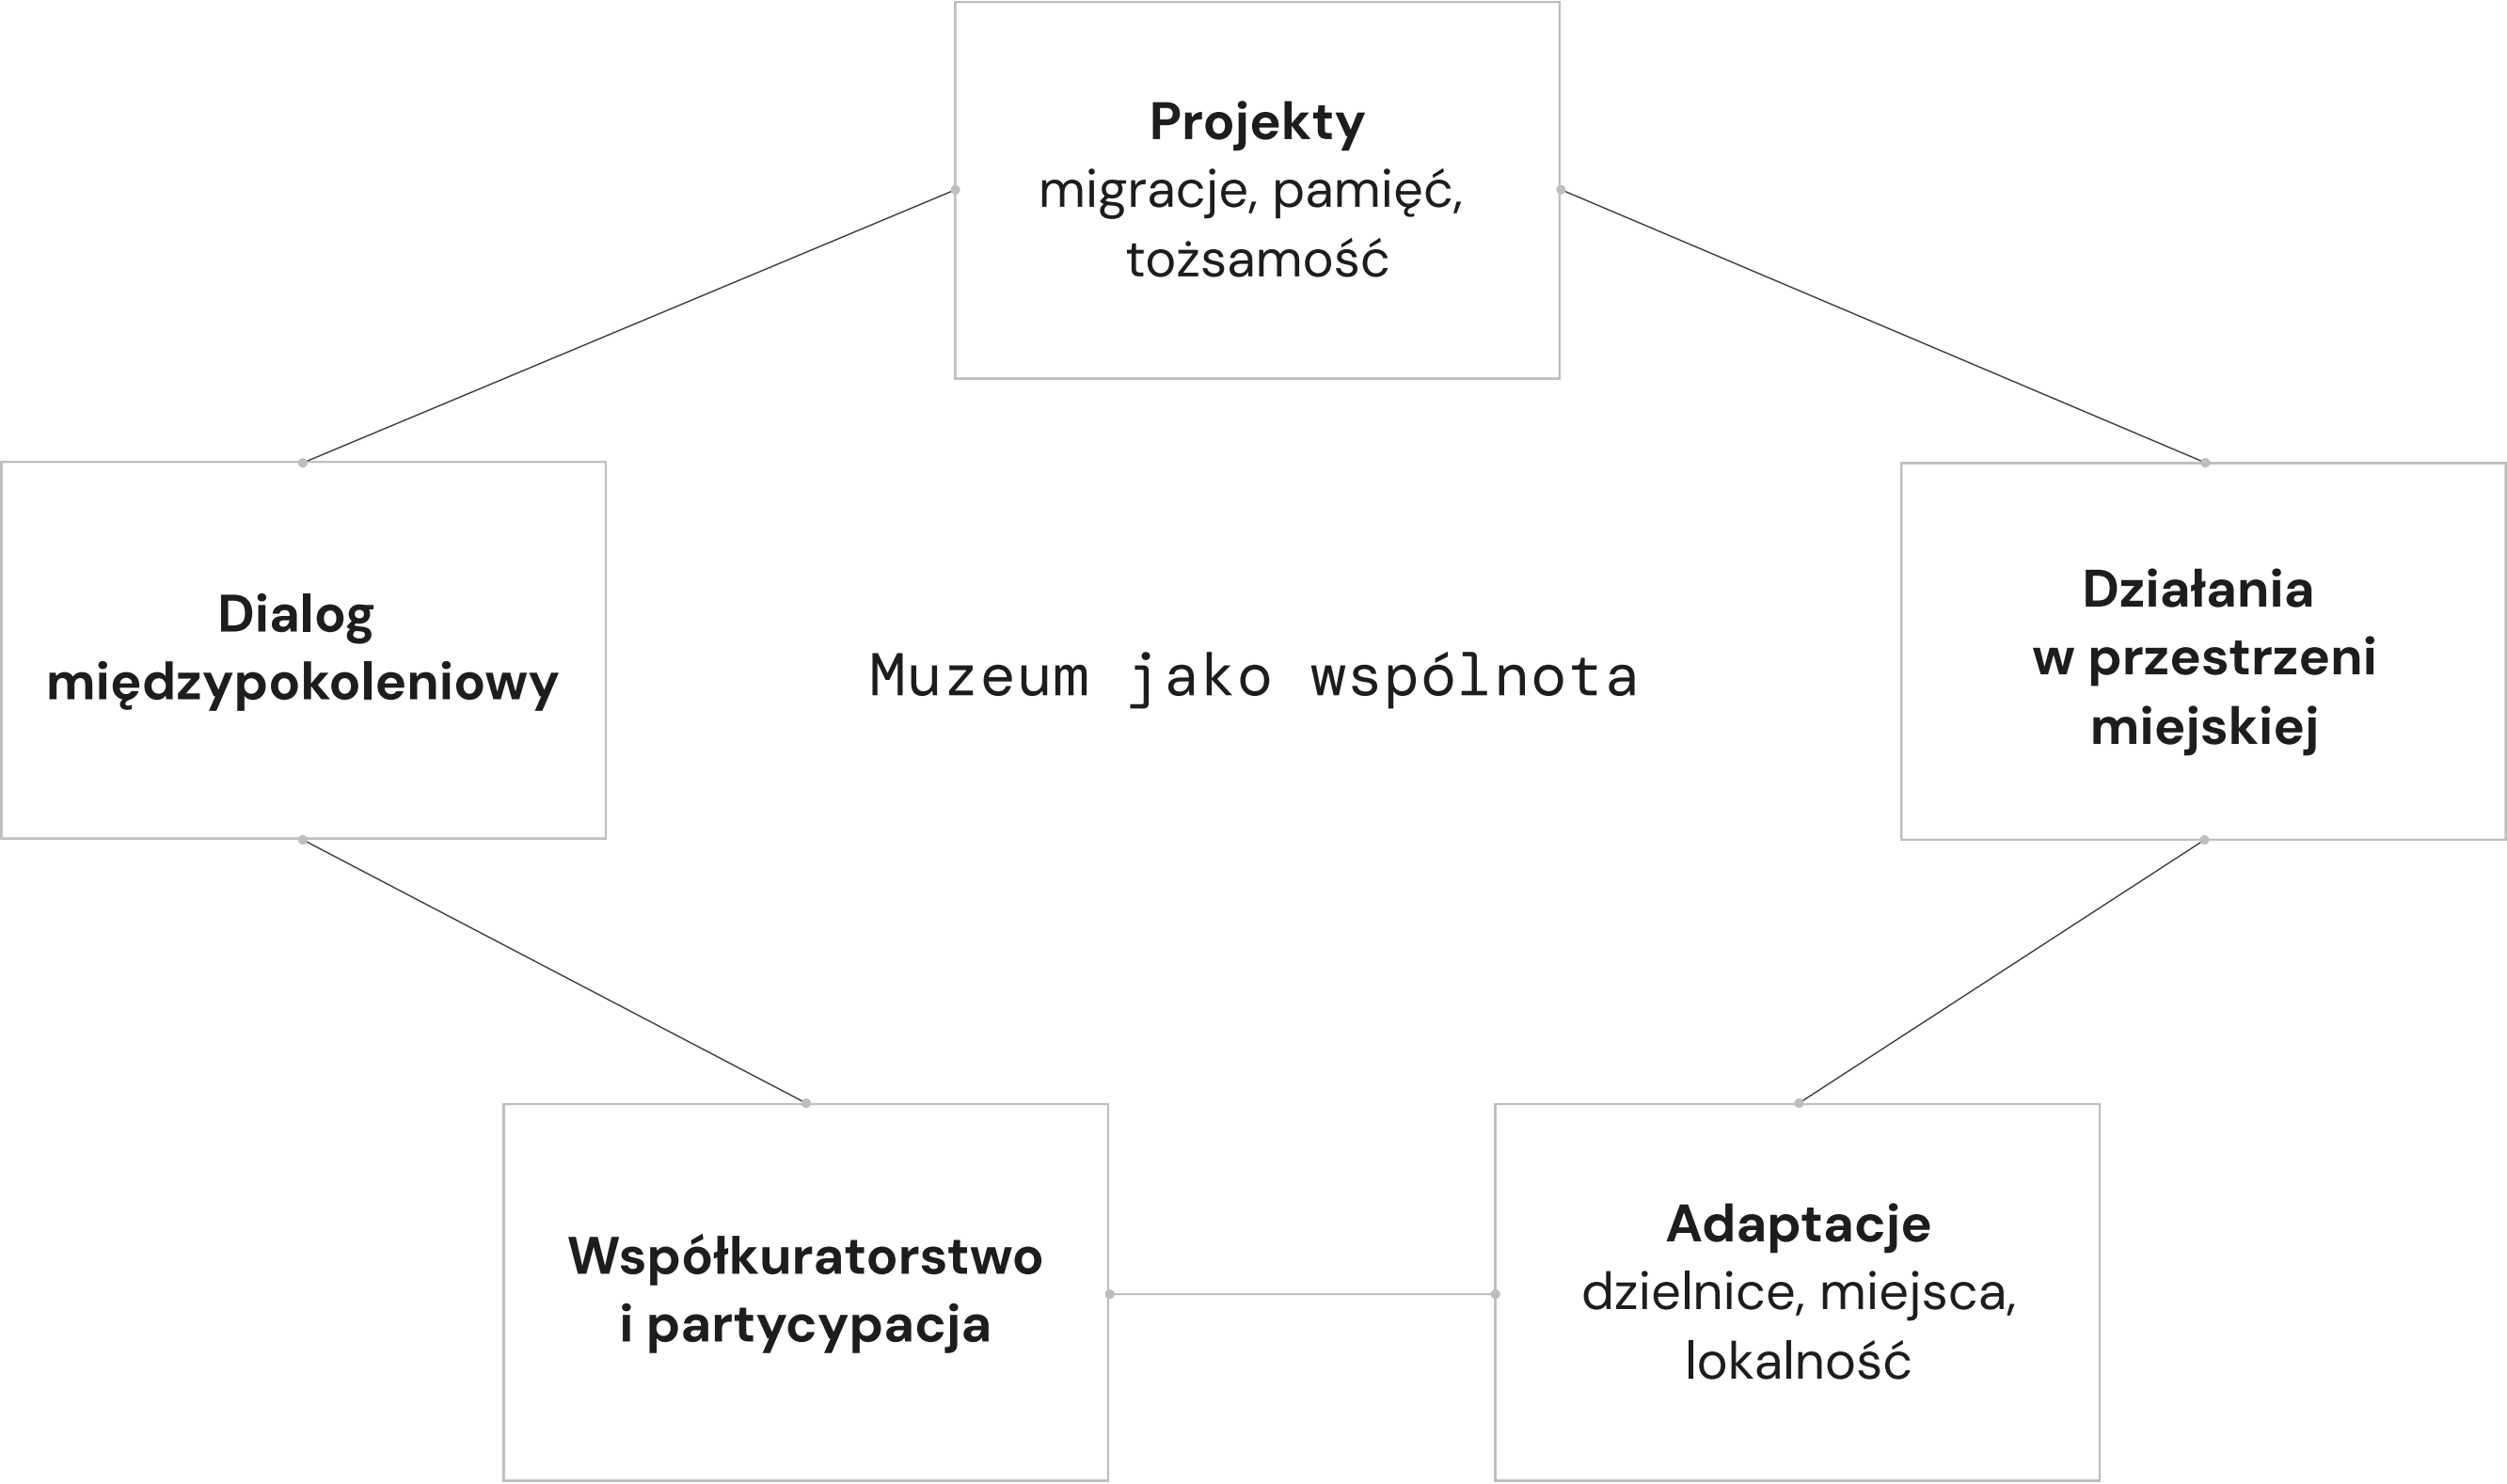 Projekty
migracje, pamięć,
tożsamość
Dialog
międzypokoleniowy
Muzeum jako wspólnota
Działania
w przestrzeni
miejskiej
Współkuratorstwo
i partycypacja
Adaptacje
dzielnice, miejsca,
lokalność